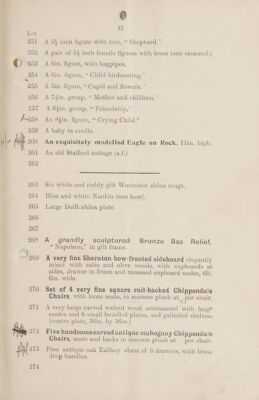 13
Lot
251 A 5½ inch figure with tree, "Shepherd."
252 A pair of 5¼ inch female figures with trees (one restored.)
253 A 6in. figure, with bagpipes.
254 A 6in. figure, "Child birdnesting."
255 A 5in. figure, "Cupid and flowers."
256 A 7½in. group, "Mother and children."
257 A 6½in. group, "Friendship."
258 An 8½in. figure, "Crying Child."
259 A baby in cradle.
260 An exquisitely modelled Eagle on Rock, 11in. high.
261 An old Stafford cottage (a.f.)
262
263 Six white and richly gilt Worcester china mugs.
264 Blue and white Nankin rose bowl.
265 Large Delft china plate.
266
267
268 A grandly sculptured Bronze Bas Relief,
"Napoleon," in gilt frame.
269 A very fine Sheraton bow-fronted sideboard elegantly
inlaid with satin and olive woods, with cupboards at
sides, drawer in frieze and recessed cupboard under, 6ft.
6in. wide.
270 Set of 4 very fine square rail-backed Chippendale
Chairs, with loose seats, in maroon plush at per chair.
271 A very large carved walnut wood overmantel with large
centre and 6 small bevelled plates, and galleried shelves
(centre plate, 36in. by 36in.)
272 Five handsome carved antique mahogany Chippendale
Chairs, seats and backs in maroon plush at per chair.
273 Fine antique oak Tallboy chest of 8 drawers, with brass
drop handles.
274